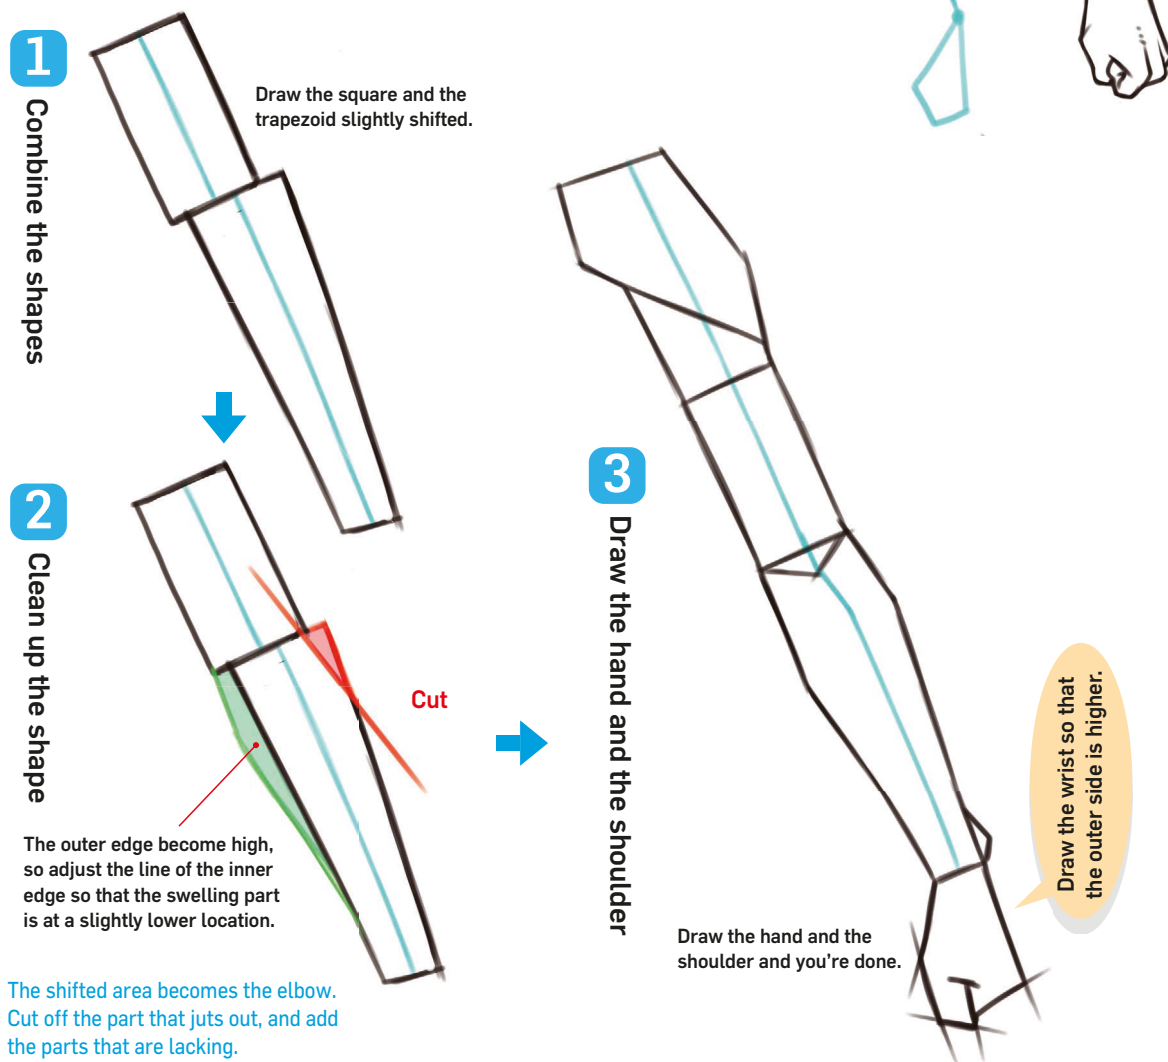 1
Combine the shapes
Draw the square and the
trapezoid slightly shifted.
2
Clean up the shape
Cut
The outer edge become high,
so adjust the line of the inner
edge so that the swelling part
is at a slightly lower location.
The shifted area becomes the elbow.
Cut off the part that juts out, and add
the parts that are lacking.
3
Draw the hand and the shoulder
Draw the wrist so that
the outer side is higher.
Draw the hand and the
shoulder and you're done.